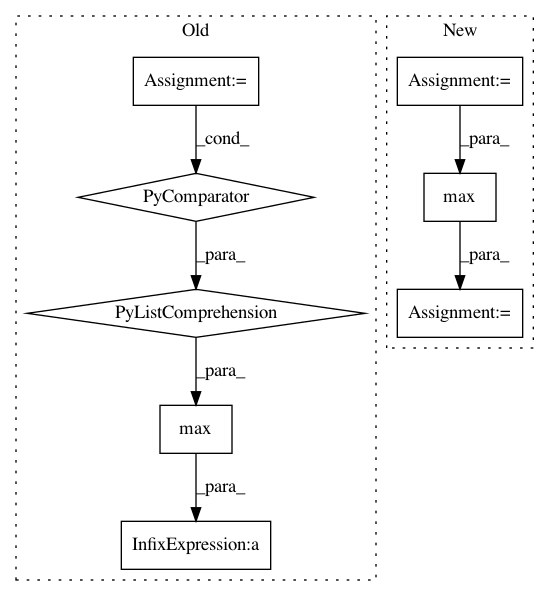 Old
New
Assignment:=
Assignment:=
_cond_
_para_
PyComparator
max
_para_
_para_
PyListComprehension
Assignment:=
_para_
max
_para_
InfixExpression:a